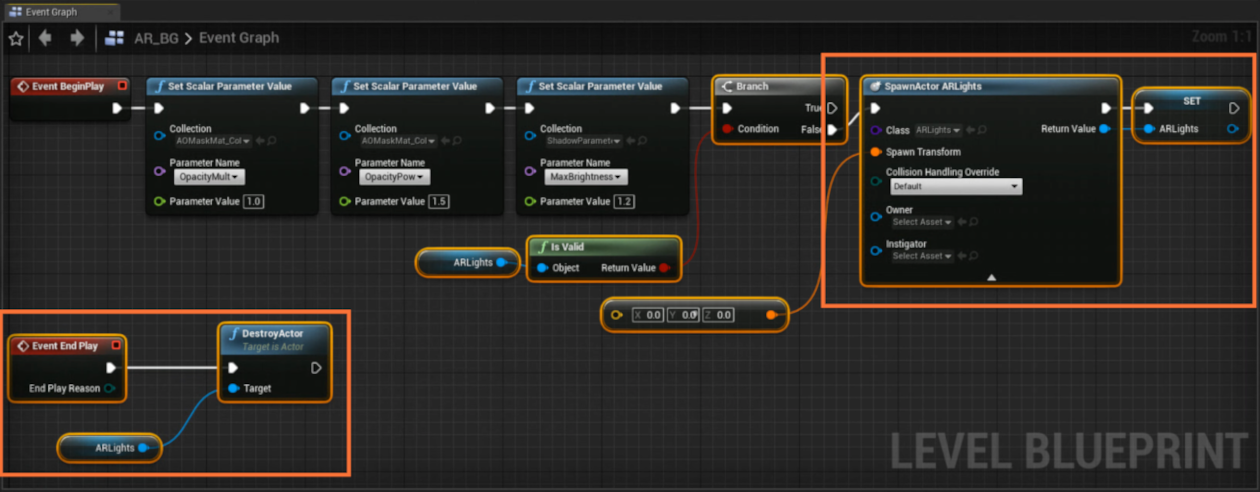 Event Graph
AR_BG > Event Graph
Zoom 1:1
Event BeginPlay
Set Scalar Parameter Value
Collection
AOMaskMat_Col
Parameter Name
OpacityMult
Parameter Value 1.0
Set Scalar Parameter Value
Collection
AOMaskMat_Col
Parameter Name
OpacityPow
Parameter Value 1.5
Set Scalar Parameter Value
Collection
ShadowParamet
Parameter Name
MaxBrightness
Parameter Value 1.2
Branch
True
Condition False
SpawnActor ARLights
Class ARLights
Return Value
Spawn Transform
Collision Handling Override
Default
Owner
Select Asset
Instigator
Select Asset
SET
ARLights
ARLights
Is Valid
Object Return Value
X 0.0 Y 0.0 Z 0.0
Event End Play
End Play Reason
DestroyActor
Target is Actor
Target
ARLights
LEVEL BLUEPRINT